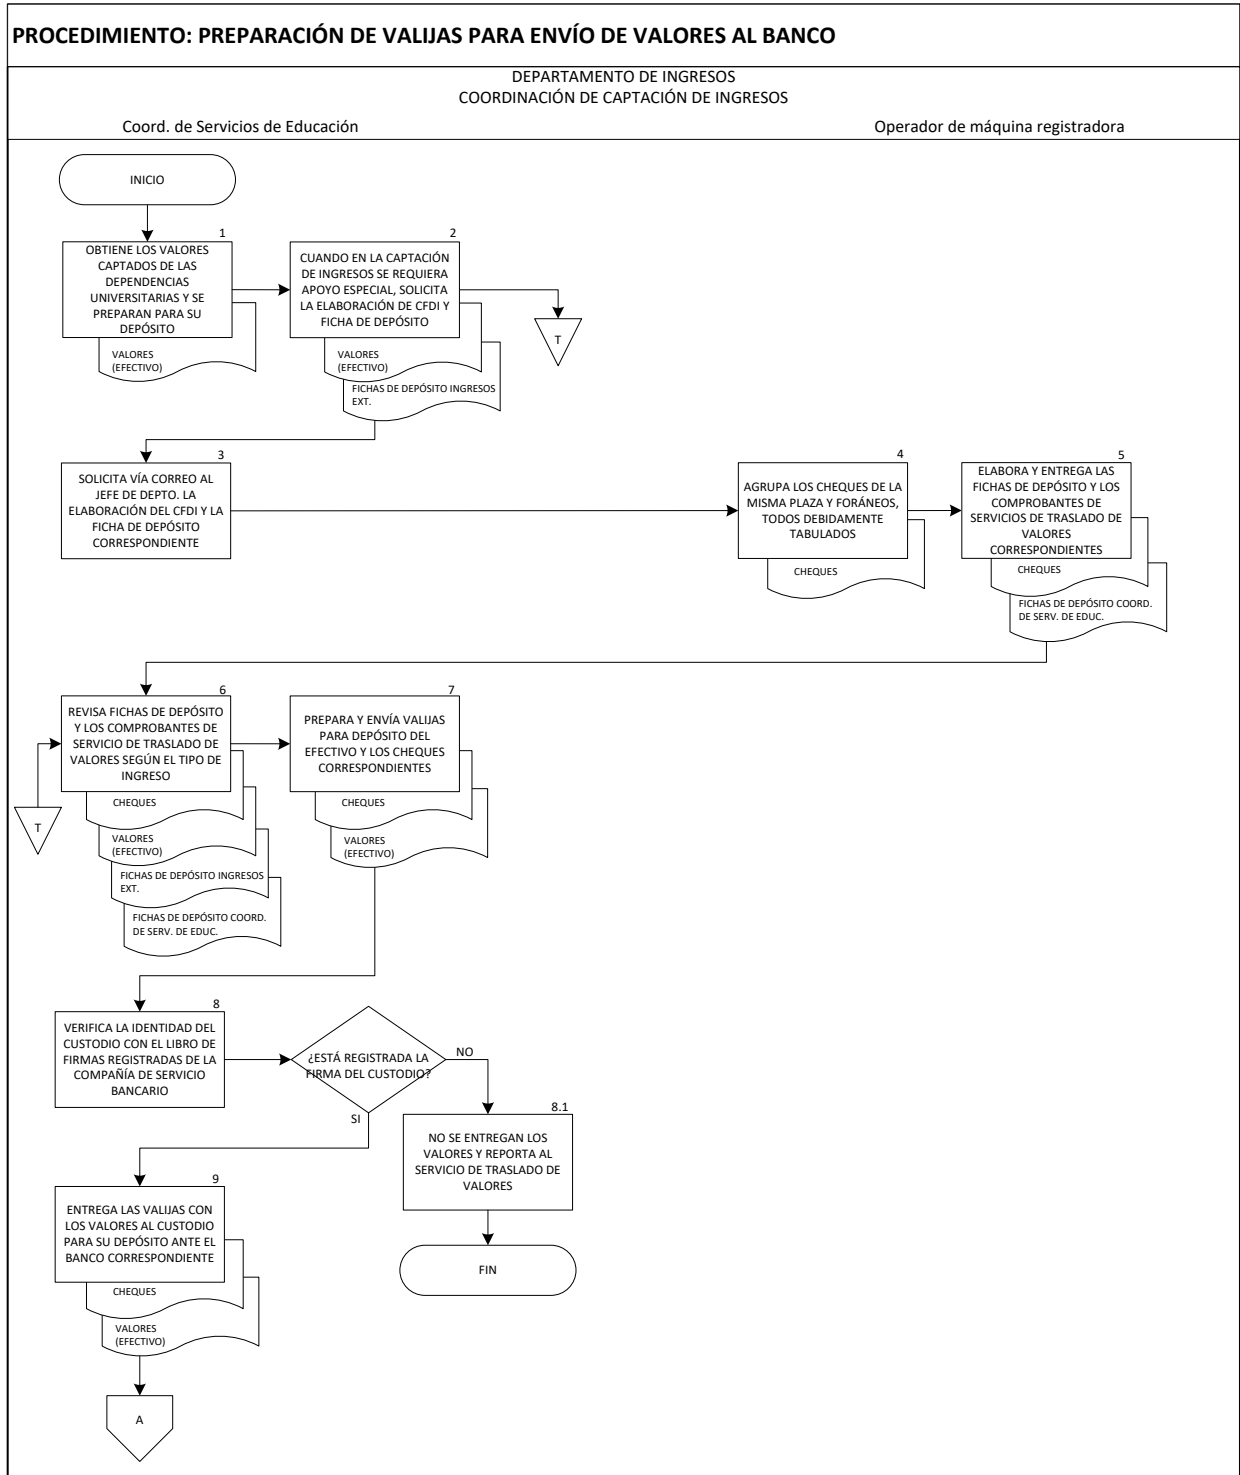 PROCEDIMIENTO: PREPARACIÓN DE VALIJAS PARA ENVÍO DE VALORES AL BANCO
DEPARTAMENTO DE INGRESOS
COORDINACIÓN DE CAPTACIÓN DE INGRESOS
Coord. de Servicios de Educación
Operador de máquina registradora
INICIO
1
OBTIENE LOS VALORES
CAPTADOS DE LAS
DEPENDENCIAS
UNIVERSITARIAS Y SE
PREPARAN PARA SU
DEPÓSITO
VALORES
(EFECTIVO)
2
CUANDO EN LA CAPTACIÓN
DE INGRESOS SE REQUIERA
APOYO ESPECIAL, SOLICITA
LA ELABORACIÓN DE CFDI Y
FICHA DE DEPÓSITO
VALORES
(EFECTIVO)
FICHAS DE DEPÓSITO INGRESOS
EXT.
T
3
SOLICITA VÍA CORREO AL
JEFE DE DEPTO. LA
ELABORACIÓN DEL CFDI Y LA
FICHA DE DEPÓSITO
CORRESPONDIENTE
4
AGRUPA LOS CHEQUES DE LA
MISMA PLAZA Y FORÁNEOS,
TODOS DEBIDAMENTE
TABULADOS
CHEQUES
5
ELABORA Y ENTREGA LAS
FICHAS DE DEPÓSITO Y LOS
COMPROBANTES DE
SERVICIOS DE TRASLADO DE
VALORES
CORRESPONDIENTES
CHEQUES
FICHAS DE DEPÓSITO COORD.
DE SERV. DE EDUC.
6
REVISA FICHAS DE DEPÓSITO
Y LOS COMPROBANTES DE
SERVICIO DE TRASLADO DE
VALORES SEGÚN EL TIPO DE
INGRESO
T
CHEQUES
VALORES
(EFECTIVO)
FICHAS DE DEPÓSITO INGRESOS
EXT.
FICHAS DE DEPÓSITO COORD.
DE SERV. DE EDUC.
7
PREPARA Y ENVÍA VALIJAS
PARA DEPÓSITO DEL
EFECTIVO Y LOS CHEQUES
CORRESPONDIENTES
CHEQUES
VALORES
(EFECTIVO)
8
VERIFICA LA IDENTIDAD DEL
CUSTODIO CON EL LIBRO DE
FIRMAS REGISTRADAS DE LA
COMPAÑÍA DE SERVICIO
BANCARIO
¿ESTÁ REGISTRADA LA
FIRMA DEL CUSTODIO?
NO
SI
8.1
NO SE ENTREGAN LOS
VALORES Y REPORTA AL
SERVICIO DE TRASLADO DE
VALORES
FIN
9
ENTREGA LAS VALIJAS CON
LOS VALORES AL CUSTODIO
PARA SU DEPÓSITO ANTE EL
BANCO CORRESPONDIENTE
CHEQUES
VALORES
(EFECTIVO)
A